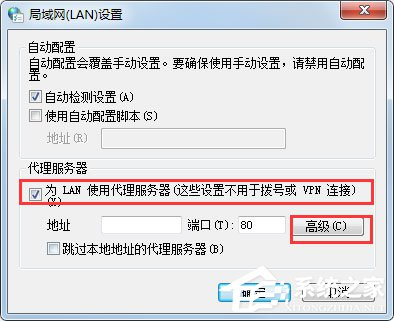 局域网(LAN)设置
自动配置
自动配置会覆盖手动设置。要确保使用手动设置，请禁用自动配
置。
自动检测设置(A)
使用自动配置脚本(S)
地址(R)
代理服务器
为 LAN 使用代理服务器(这些设置不用于拨号或 VPN 连接)
(X)
地址 端口(T): 80 高级(C)
跳过本地地址的代理服务器(B)
确定 取消
系统之家